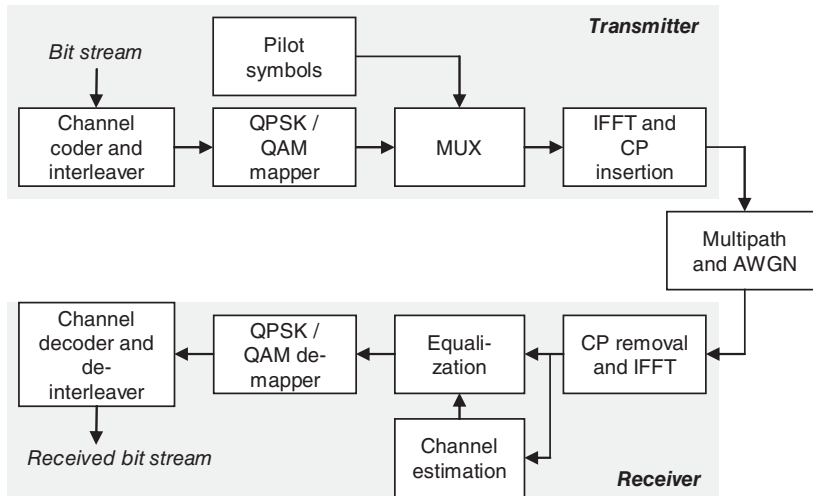 Transmitter
Bit stream
Pilot
symbols
Channel
coder and
interleaver
QPSK /
QAM
mapper
MUX
IFFT and
CP
insertion
Multipath
and AWGN
Channel
decoder and
de-
interleaver
QPSK /
QAM de-
mapper
Equali-
zation
CP removal
and IFFT
Channel
estimation
Received bit stream
Receiver